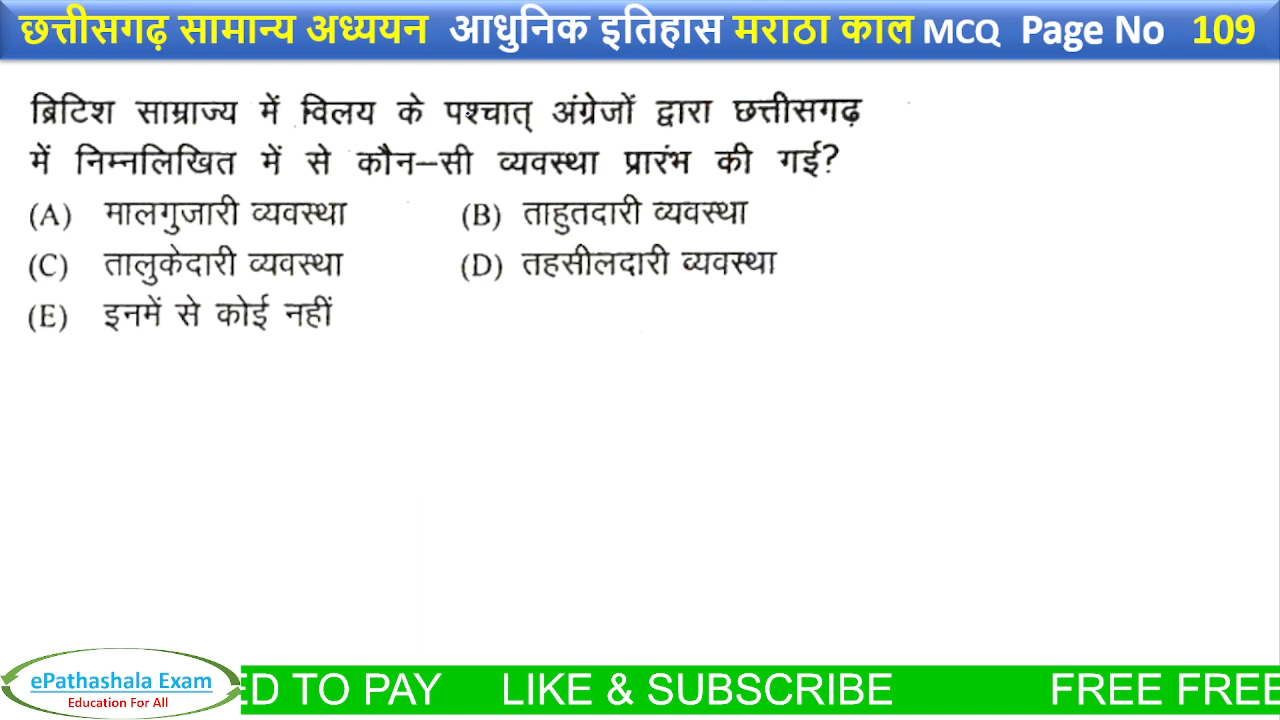 छत्तीसगढ़ सामान्य अध्ययन आधुनिक इतिहास मराठा काल MCQ Page No 109
ब्रिटिश साम्राज्य में विलय के पश्चात् अंग्रेजों द्वारा छत्तीसगढ़
में निम्नलिखित में से कौन–सी व्यवस्था प्रारंभ की गई?
(A) मालगुजारी व्यवस्था (B) ताहुतदारी व्यवस्था
(C) तालुकेदारी व्यवस्था (D) तहसीलदारी व्यवस्था
(E) इनमें से कोई नहीं
ePathashala Exam
Education For All
ED TO PAY LIKE & SUBSCRIBE FREE FREE